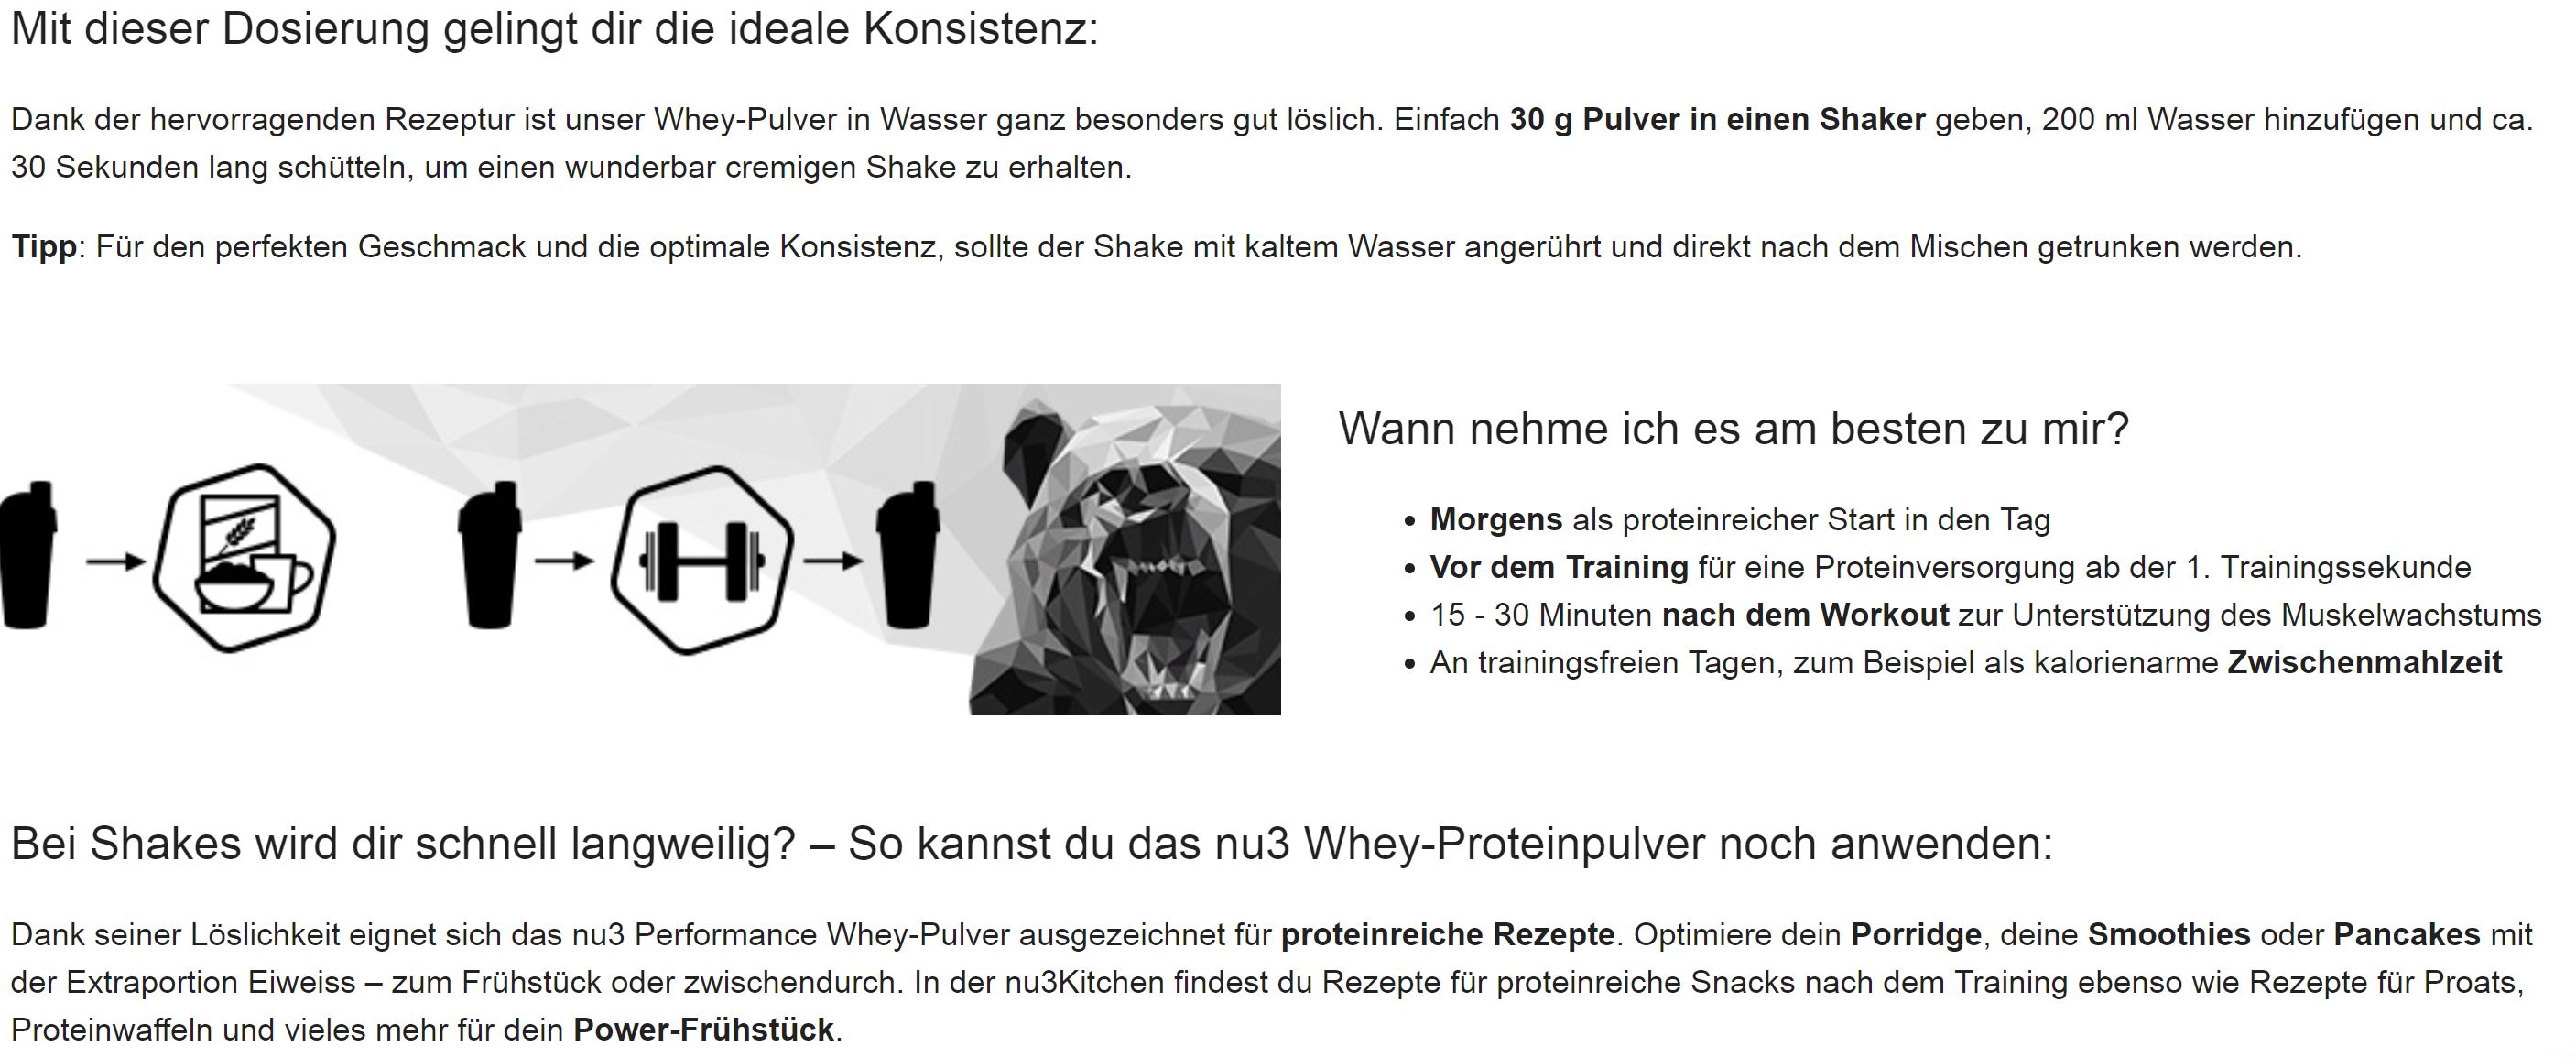 Mit dieser Dosierung gelingt dir die ideale Konsistenz:
Dank der hervorragenden Rezeptur ist unser Whey-Pulver in Wasser ganz besonders gut löslich. Einfach 30 g Pulver in einen Shaker geben, 200 ml Wasser hinzufügen und ca.
30 Sekunden lang schütteln, um einen wunderbar cremigen Shake zu erhalten.
Tipp: Für den perfekten Geschmack und die optimale Konsistenz, sollte der Shake mit kaltem Wasser angerührt und direkt nach dem Mischen getrunken werden.
Wann nehme ich es am besten zu mir?
• Morgens als proteinreicher Start in den Tag
• Vor dem Training für eine Proteinversorgung ab der 1. Trainingssekunde
• 15 - 30 Minuten nach dem Workout zur Unterstützung des Muskelwachstums
• An trainingsfreien Tagen, zum Beispiel als kalorienarme Zwischenmahlzeit
Bei Shakes wird dir schnell langweilig? – So kannst du das nu3 Whey-Proteinpulver noch anwenden:
Dank seiner Löslichkeit eignet sich das nu3 Performance Whey-Pulver ausgezeichnet für proteinreiche Rezepte. Optimiere dein Porridge, deine Smoothies oder Pancakes mit
der Extraportion Eiweiss – zum Frühstück oder zwischendurch. In der nu3Kitchen findest du Rezepte für proteinreiche Snacks nach dem Training ebenso wie Rezepte für Proats,
Proteinwaffeln und vieles mehr für dein Power-Frühstück.